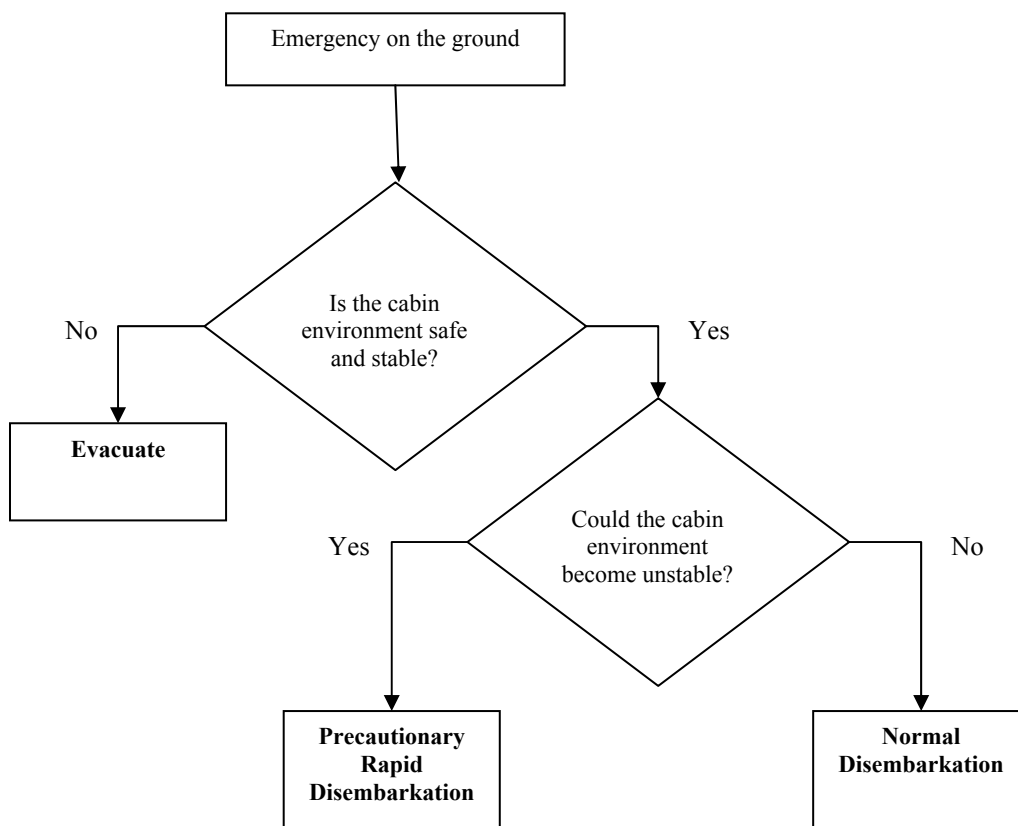 Emergency on the ground
Is the cabin
environment safe
and stable?
No
Yes
Evacuate
Could the cabin
environment
become unstable?
Yes
No
Precautionary
Rapid
Disembarkation
Normal
Disembarkation